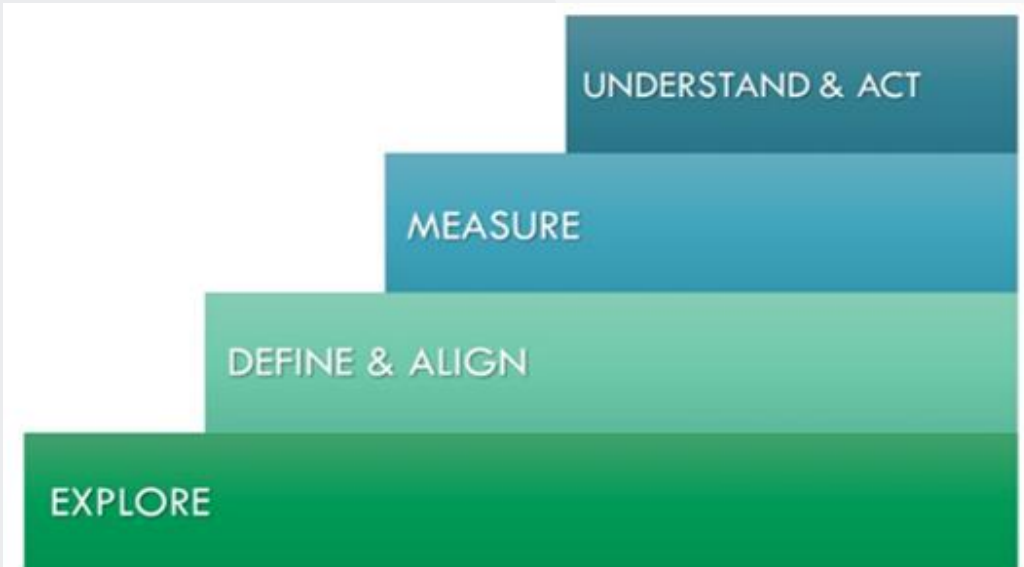 UNDERSTAND & ACT
MEASURE
DEFINE & ALIGN
EXPLORE